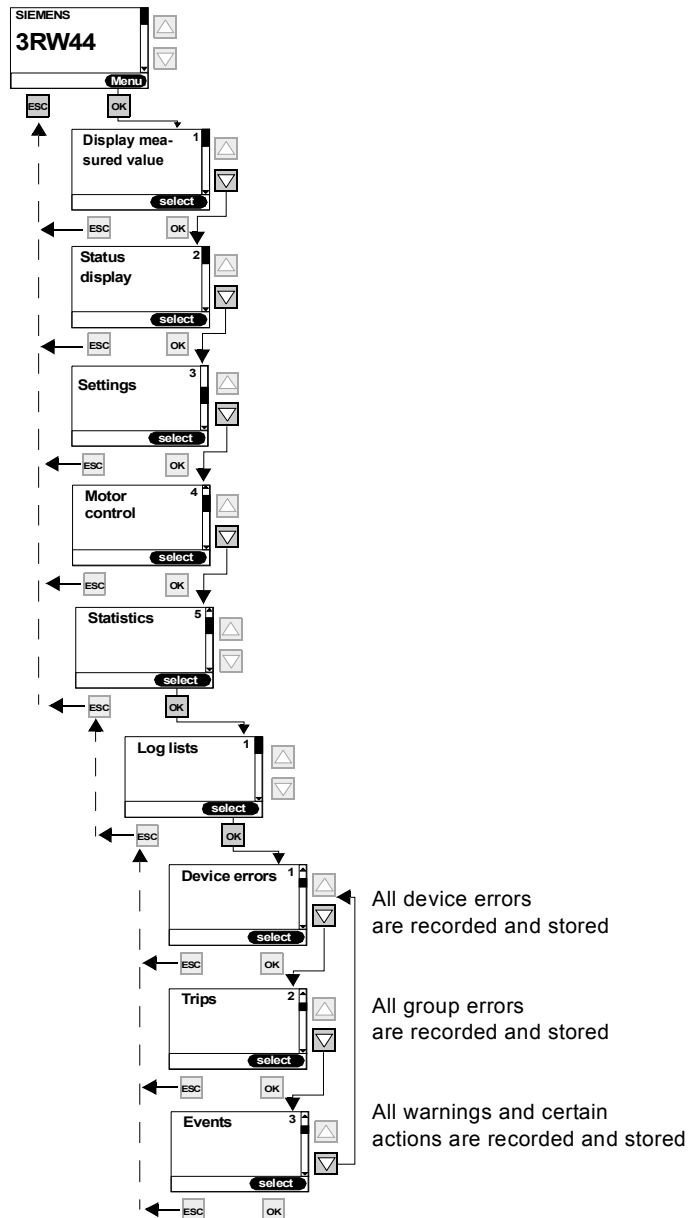 SIEMENS
3RW44
Menu
ESC
OK
Display mea-
sured value
1
select
ESC
OK
Status
display
2
select
ESC
OK
Settings
3
select
ESC
OK
Motor
control
4
select
ESC
OK
Statistics
5
select
ESC
OK
Log lists
1
select
ESC
OK
Device errors
1
select
All device errors
are recorded and stored
ESC
OK
Trips
2
select
All group errors
are recorded and stored
ESC
OK
Events
3
select
All warnings and certain
actions are recorded and stored
ESC
OK